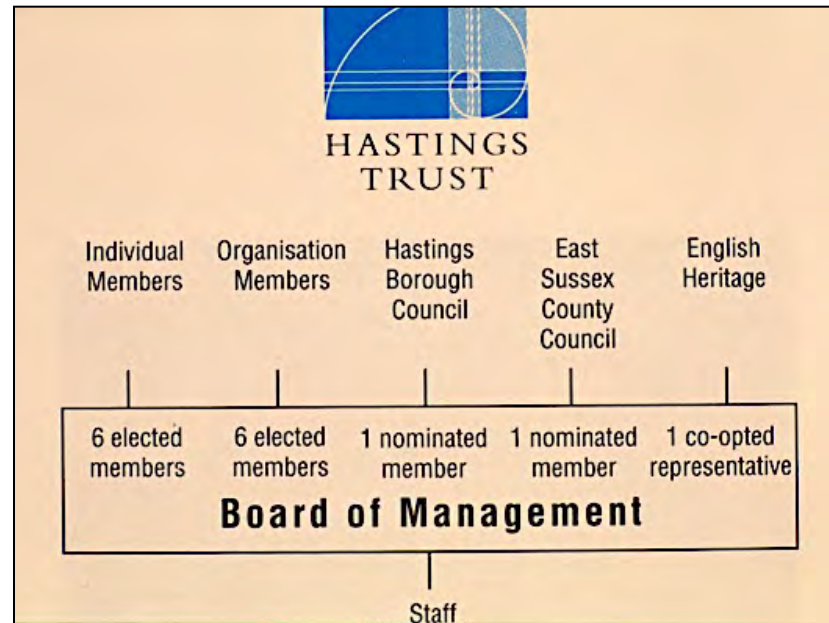 HASTINGS
TRUST
Individual
Members
Organisation
Members
Hastings
Borough
Council
East
Sussex
County
Council
English
Heritage
6 elected
members
6 elected
members
1 nominated
member
1 nominated
member
1 co-opted
representative
Board of Management
Staff